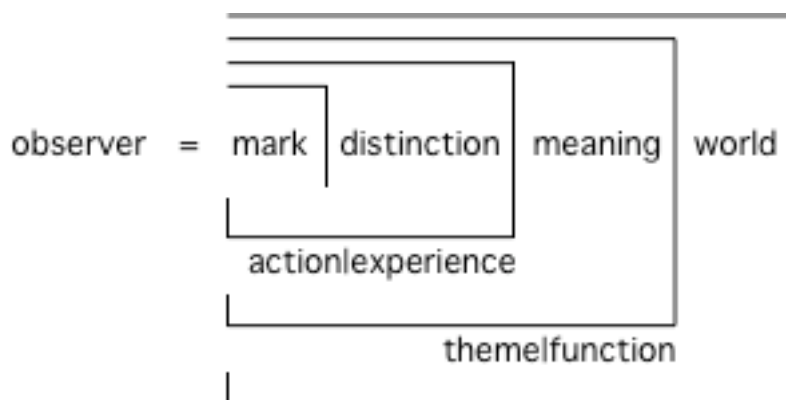 observer = mark distinction meaning world
action|experience
theme|function